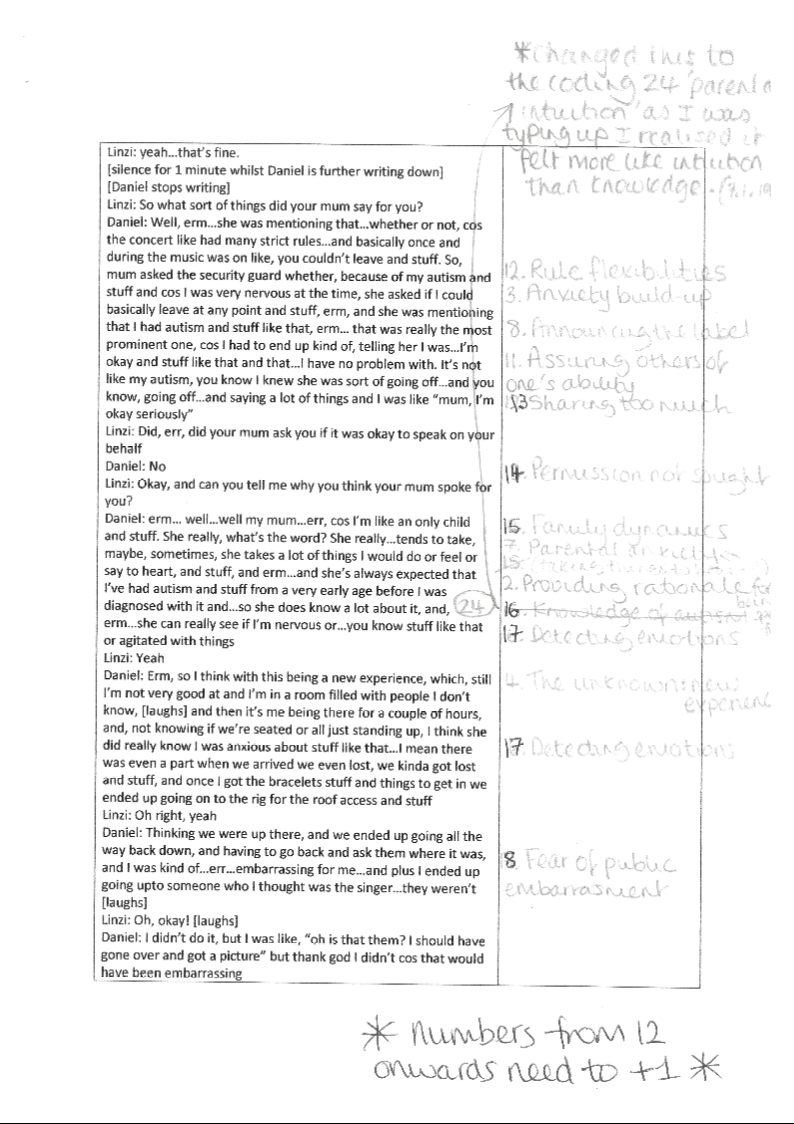 *Changed this to
the coding 24 'parental
intuition' as I was
typing up I realised it
felt more like intuition
than knowledge -
Linzi: yeah...that's fine.
[silence for 1 minute whilst Daniel is further writing down]
[Daniel stops writing]
Linzi: So what sort of things did your mum say for you?
Daniel: Well, erm...she was mentioning that...whether or not, cos
the concert like had many strict rules...and basically once and
during the music was on like, you couldn't leave and stuff. So,
mum asked the security guard whether, because of my autism and
stuff and cos I was very nervous at the time, she asked if I could
basically leave at any point and stuff, erm, and she was mentioning
that I had autism and stuff like that, erm... that was really the most
prominent one, cos I had to end up kind of, telling her I was...I'm
okay and stuff like that and that...I have no problem with. It's not
like my autism, you know I knew she was sort of going off...and you
know, going off...and saying a lot of things and I was like "mum, I'm
okay seriously"
Linzi: Did, err, did your mum ask you if it was okay to speak on your
behalf
Daniel: No
Linzi: Okay, and can you tell me why you think your mum spoke for
you?
Daniel: erm... well...well my mum...err, cos I'm like an only child
and stuff. She really, what's the word? She really...tends to take,
maybe, sometimes, she takes a lot of things I would do or feel or
say to heart, and stuff, and erm...and she's always expected that
I've had autism and stuff from a very early age before I was
diagnosed with it and...so she does know a lot about it, and,
erm...she can really see if I'm nervous or...you know stuff like that
or agitated with things
Linzi: Yeah
Daniel: Erm, so I think with this being a new experience, which, still
I'm not very good at and I'm in a room filled with people I don't
know, [laughs] and then it's me being there for a couple of hours,
and, not knowing if we're seated or all just standing up, I think she
did really know I was anxious about stuff like that...I mean there
was even a part when we arrived we even lost, we kinda got lost
and stuff, and once I got the bracelets stuff and things to get in we
ended up going on to the rig for the roof access and stuff
Linzi: Oh right, yeah
Daniel: Thinking we were up there, and we ended up going all the
way back down, and having to go back and ask them where it was,
and I was kind of...err...embarrassing for me...and plus I ended up
going upto someone who I thought was the singer...they weren't
[laughs]
Linzi: Oh, okay! [laughs]
Daniel: I didn't do it, but I was like, "oh is that them? I should have
gone over and got a picture" but thank god I didn't cos that would
have been embarrassing
24
12. Rule flexibilities
3. Anxiety build-up
8. Announcing the label
11. Assuring others of
one's ability
13 Sharing too much
14. Permission not sought
15. Family dynamics
7. Parental
2. Providing rationale for
16. Knowledge of autism
17. Detecting emotions
4. The unknown: new
experience
17. Detecting emotions
8. Fear of public
embarrasment
* numbers from 12
onwards need to +1 *